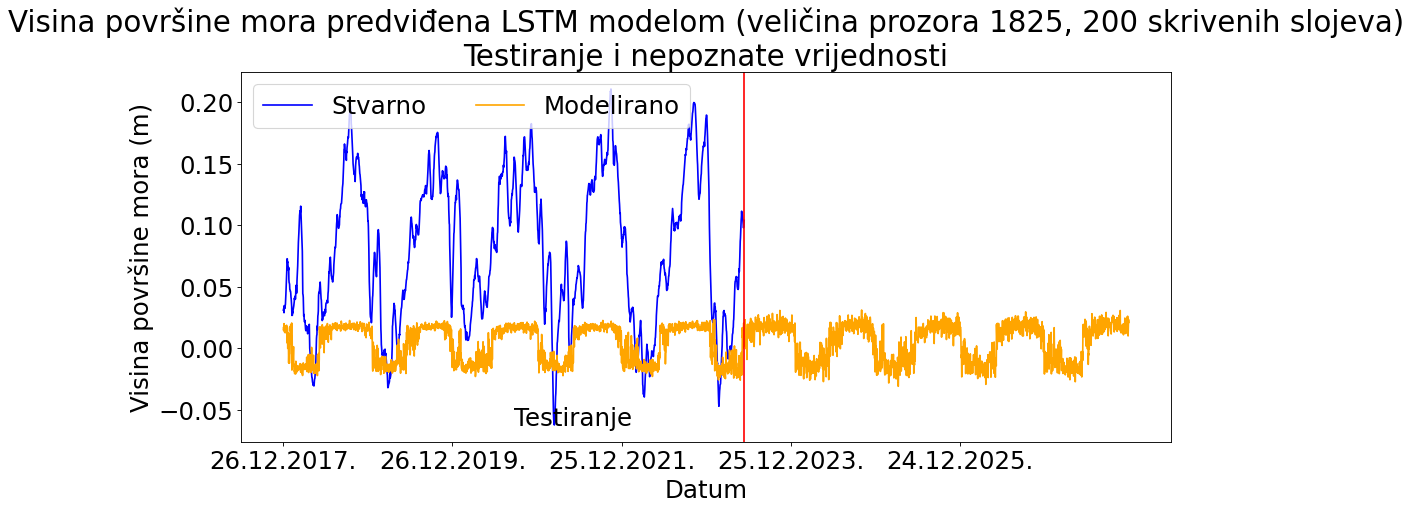 Visina površine mora predviđena LSTM modelom (veličina prozora 1825, 200 skrivenih slojeva)
Testiranje i nepoznate vrijednosti
Stvarno
Modelirano
Visina površine mora (m)
0.20
0.15
0.10
0.05
0.00
−0.05
Testiranje
26.12.2017.
26.12.2019.
25.12.2021.
25.12.2023.
24.12.2025.
Datum